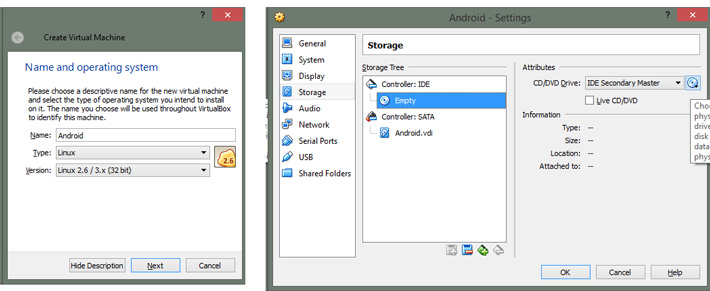 Create Virtual Machine
Name and operating system
Please choose a descriptive name for the new virtual machine
and select the type of operating system you intend to install
on it. The name you choose will be used throughout VirtualBox
to identify this machine.
Name: Android
Type: Linux
2.6
Version: Linux 2.6 / 3.x (32 bit)
Hide Description Next Cancel
Android - Settings
General
System
Display
Storage
Audio
Network
Serial Ports
USB
Shared Folders
Storage
Storage Tree
Controller: IDE
Empty
Controller: SATA
Android.vdi
Attributes
CD/DVD Drive: IDE Secondary Master
Live CD/DVD
Information
Type: --
Size: --
Location: --
Attached to: --
Choo
phys
drive
disk
data
phys
OK Cancel Help